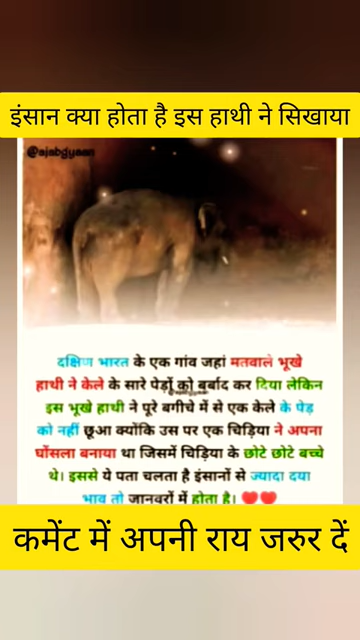 इंसान क्या होता है इस हाथी ने सिखाया
@ajabgyaan
दक्षिण भारत के एक गांव जहां मतवाले भूखे
हाथी ने केले के सारे पेड़ों को बर्बाद कर दिया लेकिन
इस भूखे हाथी ने पूरे बगीचे में से एक केले के पेड़
को नहीं छूआ क्योंकि उस पर एक चिड़िया ने अपना
घोंसला बनाया था जिसमें चिड़िया के छोटे छोटे बच्चे
थे। इससे ये पता चलता है इंसानों से ज्यादा दया
भाव तो जानवरों में होता है। ❤️❤️
कमेंट में अपनी राय जरुर दें